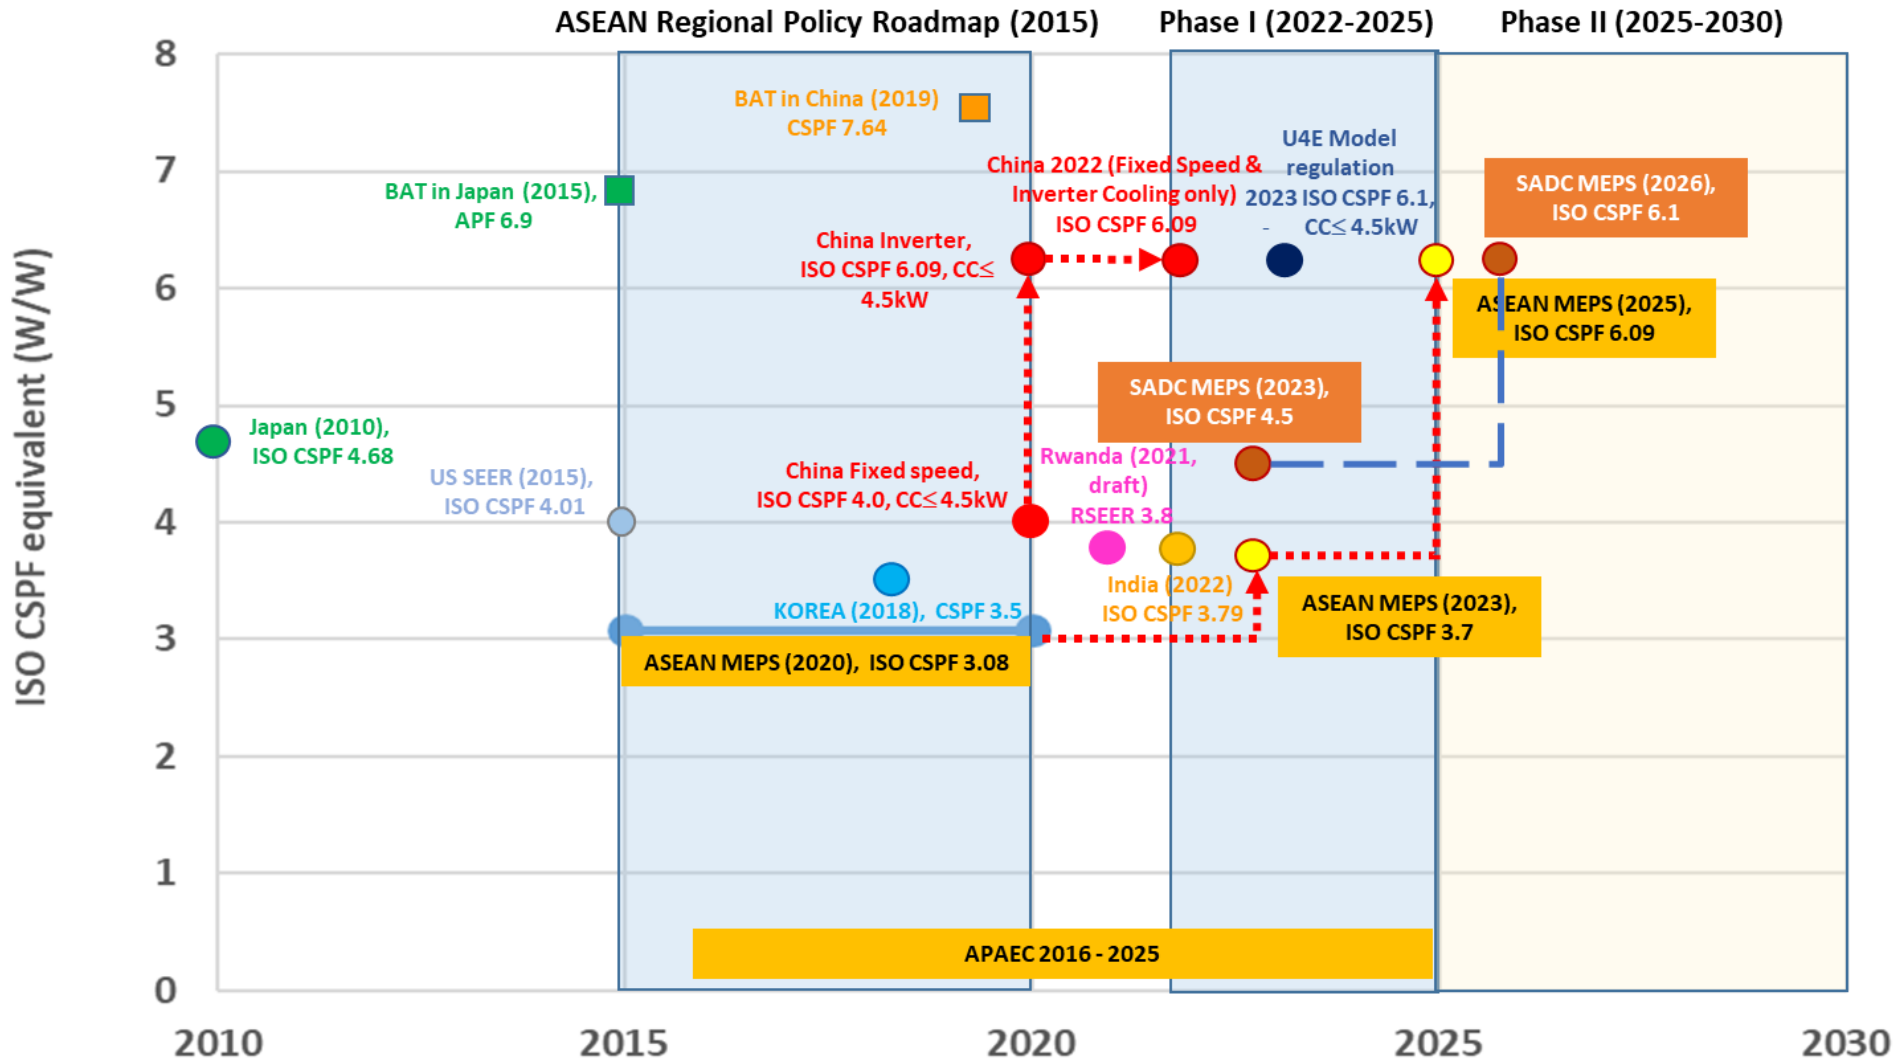 ASEAN Regional Policy Roadmap (2015)
Phase I (2022-2025)
Phase II (2025-2030)
ISO CSPF equivalent (W/W)
8
7
6
5
4
3
2
1
0
BAT in China (2019)
CSPF 7.64
BAT in Japan (2015),
APF 6.9
China 2022 (Fixed Speed &
Inverter Cooling only)
ISO CSPF 6.09
U4E Model
regulation
2023 ISO CSPF 6.1,
- CC≤ 4.5kW
SADC MEPS (2026),
ISO CSPF 6.1
China Inverter,
ISO CSPF 6.09, CC≤
4.5kW
ASEAN MEPS (2025),
ISO CSPF 6.09
SADC MEPS (2023),
ISO CSPF 4.5
Japan (2010),
ISO CSPF 4.68
US SEER (2015),
ISO CSPF 4.01
China Fixed speed,
ISO CSPF 4.0, CC≤ 4.5kW
Rwanda (2021,
draft)
RSEER 3.8
KOREA (2018), CSPF 3.5
India (2022)
ISO CSPF 3.79
ASEAN MEPS (2023),
ISO CSPF 3.7
ASEAN MEPS (2020), ISO CSPF 3.08
APAEC 2016 - 2025
2010
2015
2020
2025
2030